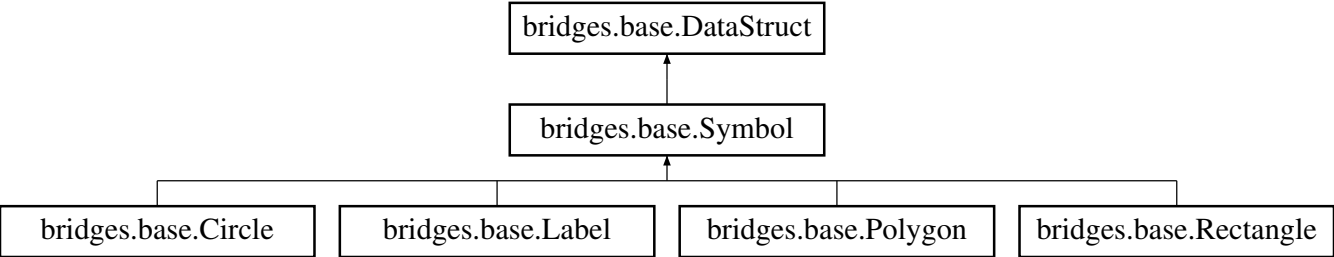 bridges.base.DataStruct
bridges.base.Symbol
bridges.base.Circle
bridges.base.Label
bridges.base.Polygon
bridges.base.Rectangle